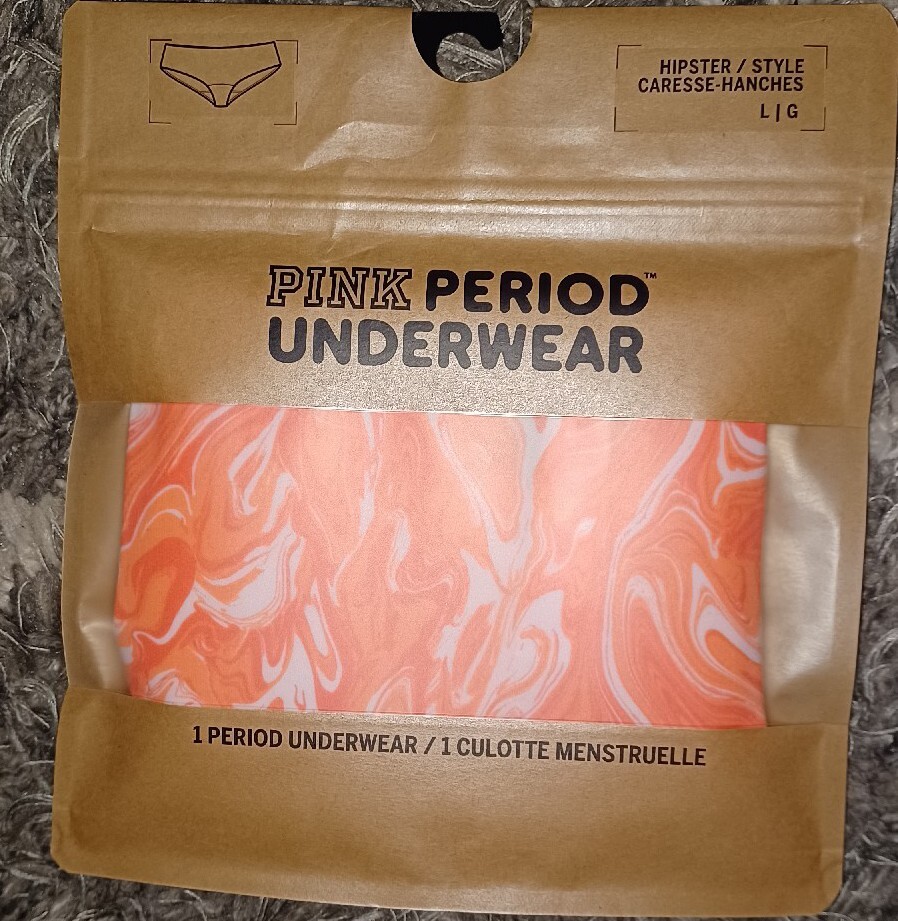 HIPSTER / STYLE
CARESSE-HANCHES
L | G
PINK PERIOD™
UNDERWEAR
1 PERIOD UNDERWEAR / 1 CULOTTE MENSTRUELLE